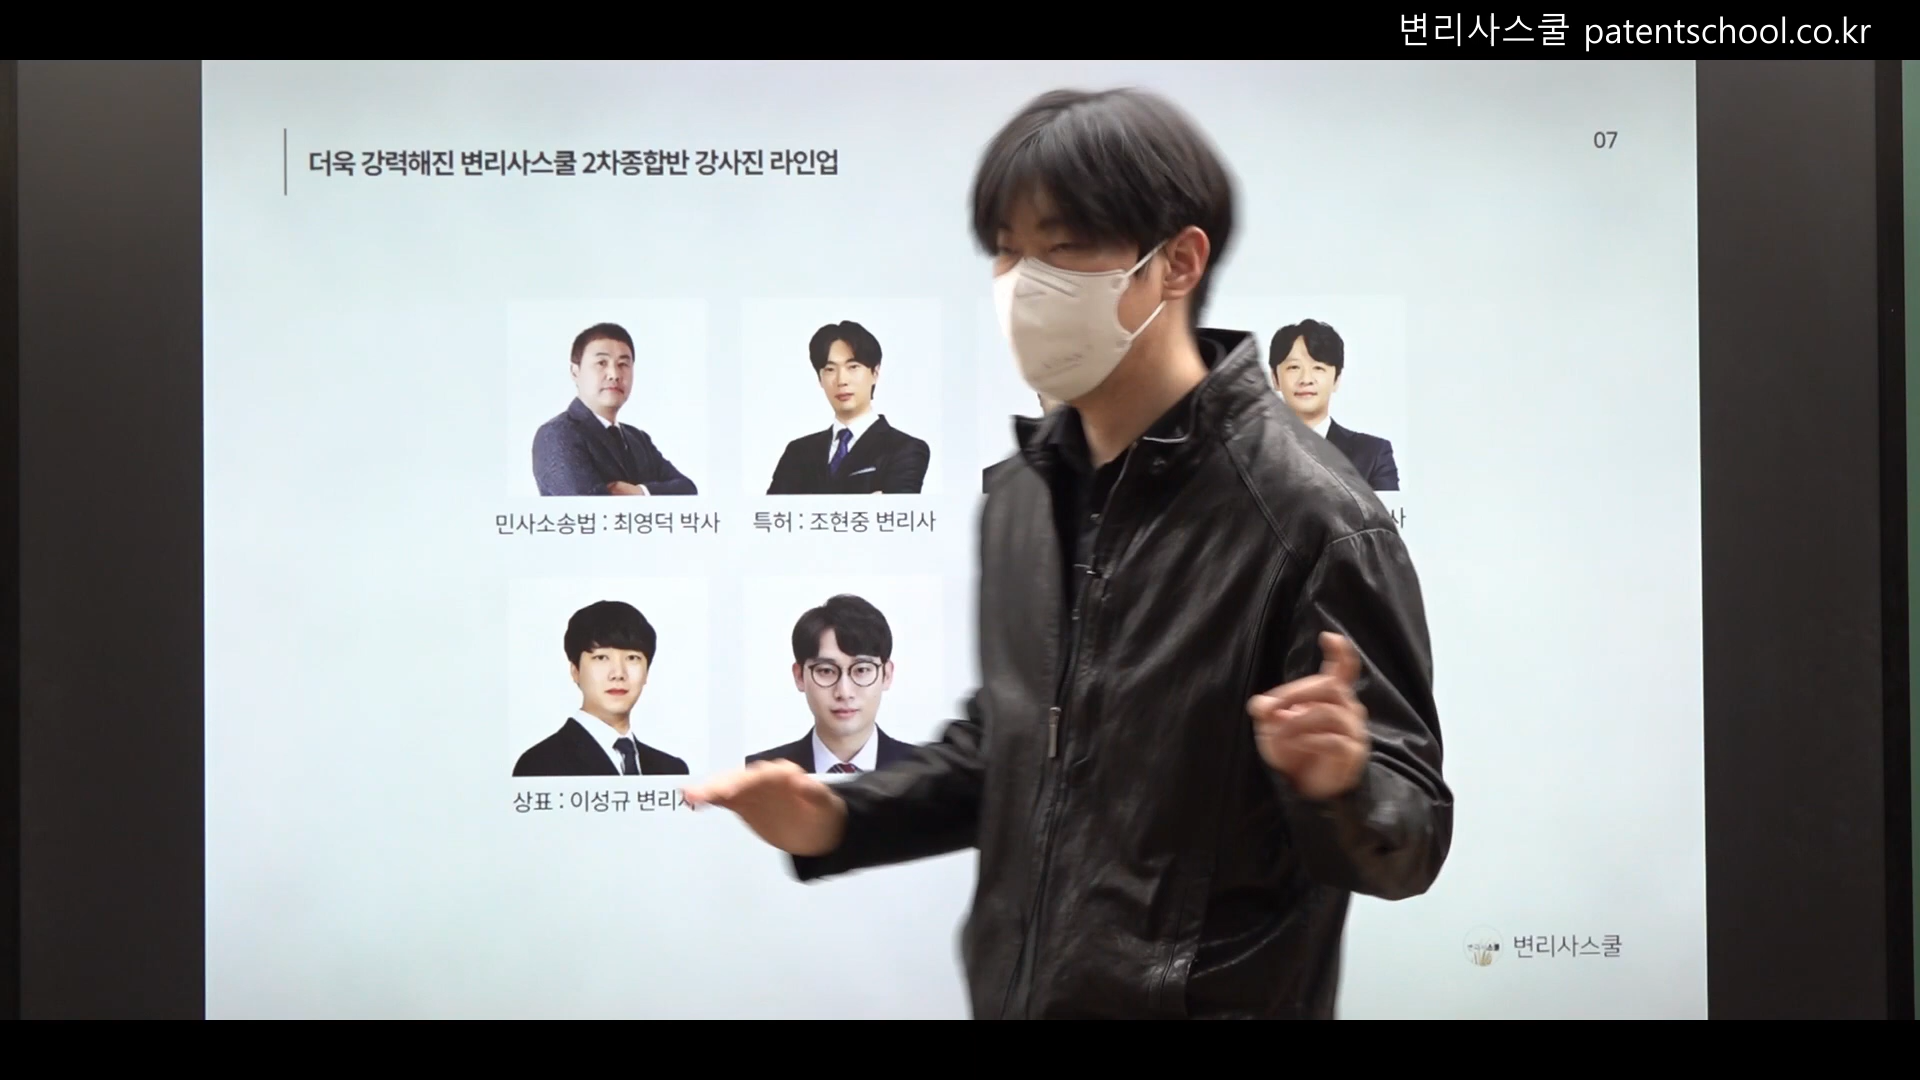 변리사스쿨 patentschool.co.kr
더욱 강력해진 변리사스쿨 2차종합반 강사진 라인업
07
민사소송법 : 최영덕 박사
특허 : 조현중 변리사
사
상표 : 이성규 변리사
변리사스쿨